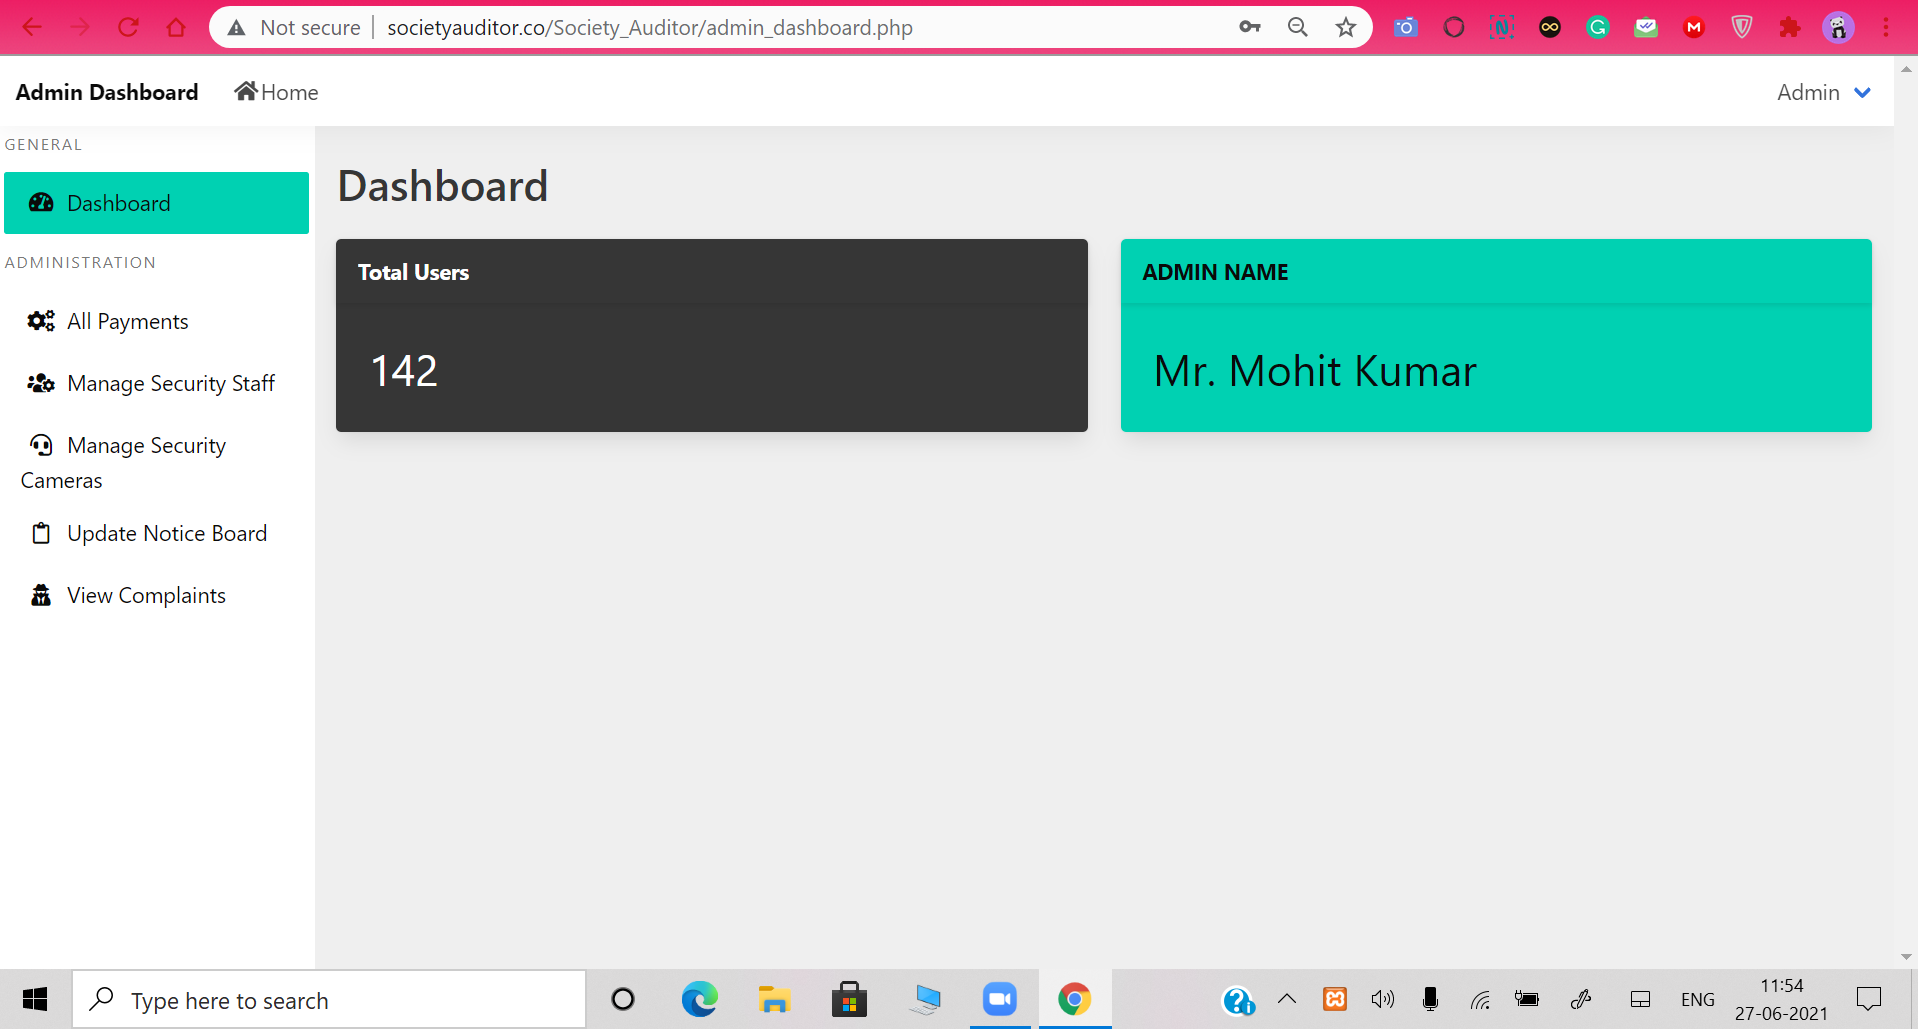 Not secure
societyauditor.co/Society_Auditor/admin_dashboard.php
Admin Dashboard
Home
Admin
GENERAL
Dashboard
ADMINISTRATION
All Payments
Manage Security Staff
Manage Security
Cameras
Update Notice Board
View Complaints
Dashboard
Total Users
142
ADMIN NAME
Mr. Mohit Kumar
Type here to search
ENG
11:54
27-06-2021